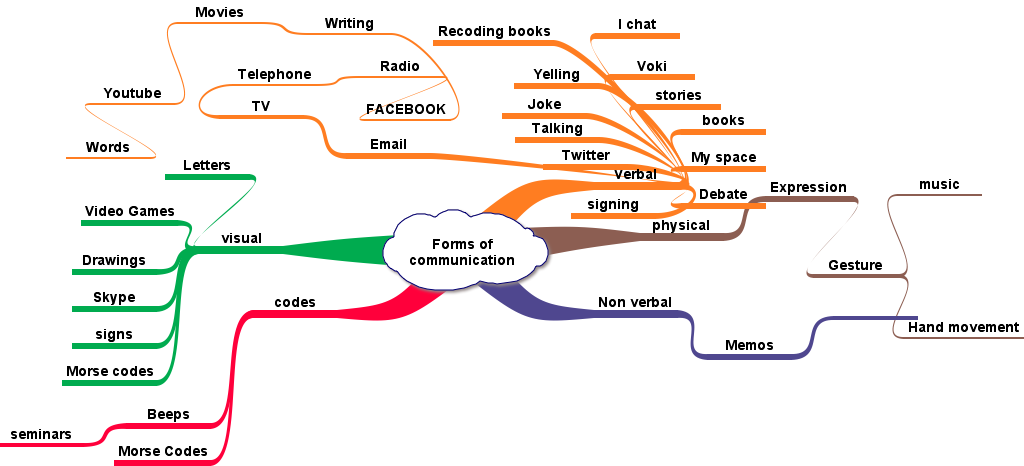 Movies
Writing
I chat
Recoding books
Telephone
Radio
Yelling
Voki
Youtube
TV
FACEBOOK
Joke
stories
Words
Email
Talking
books
Letters
Twitter
My space
Verbal
Debate
Expression
music
Video Games
signing
physical
visual
Forms of
communication
Gesture
Drawings
Skype
codes
Non verbal
signs
Memos
Hand movement
Morse codes
Beeps
seminars
Morse Codes